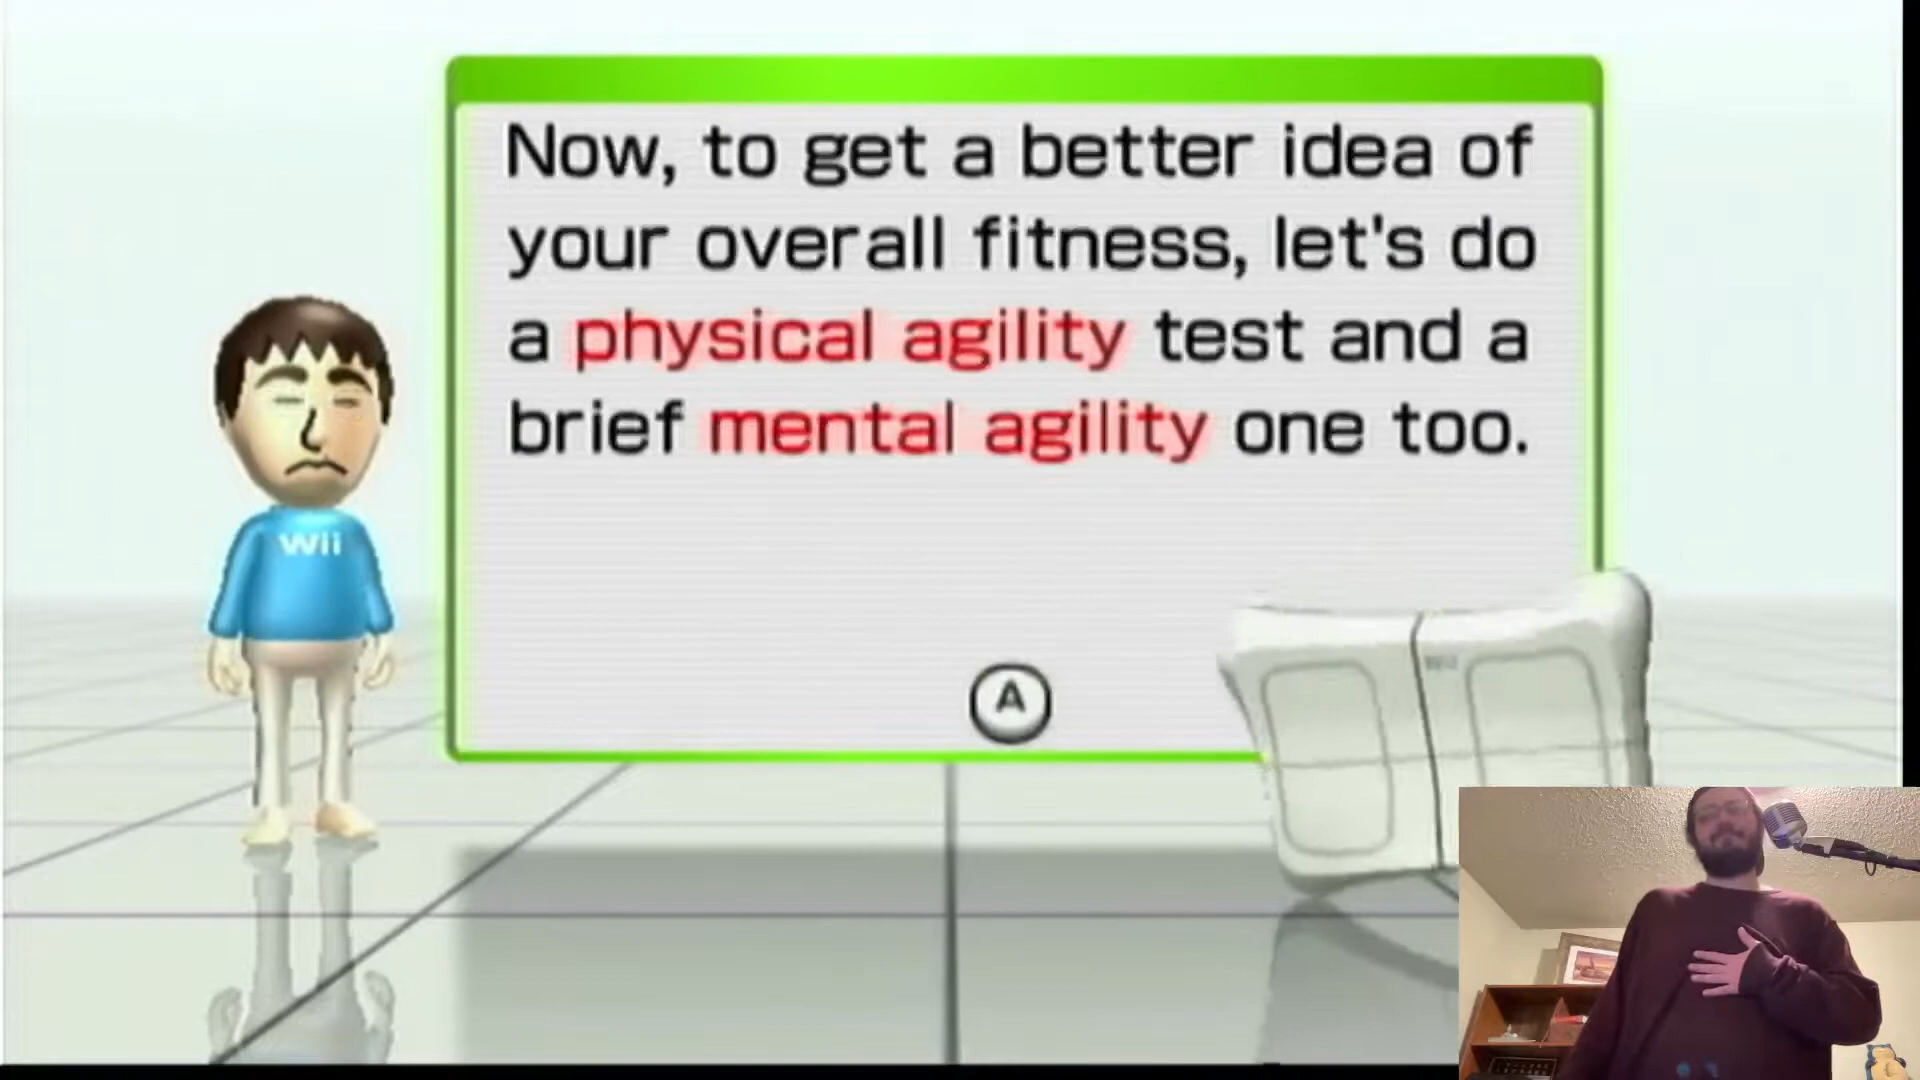 Now, to get a better idea of
your overall fitness, let's do
a physical agility test and a
brief mental agility one too.
Wii
A